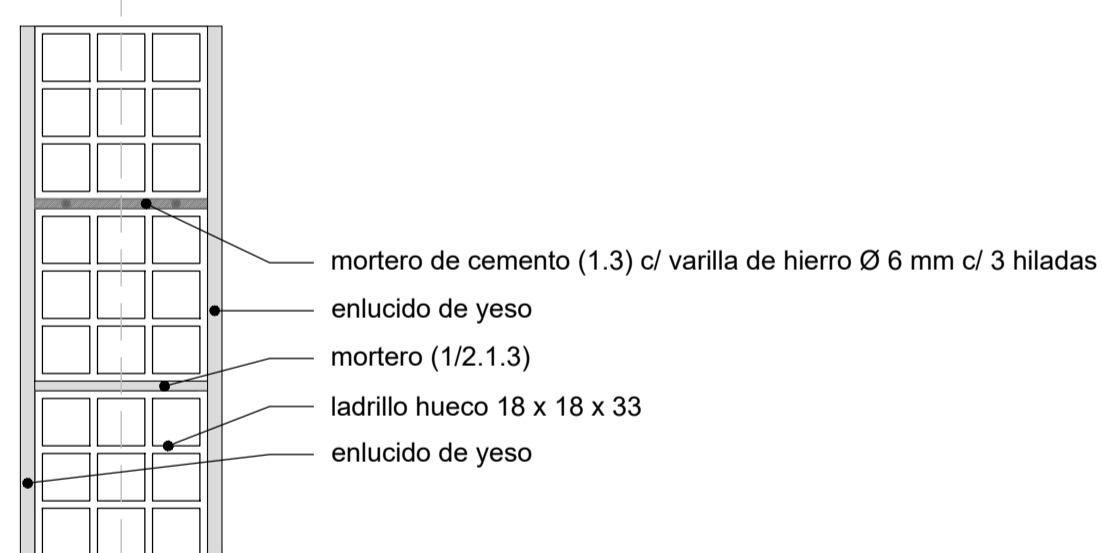 mortero de cemento (1.3) c/ varilla de hierro Ø 6 mm c/ 3 hiladas
enlucido de yeso
mortero (1/2.1.3)
ladrillo hueco 18 x 18 x 33
enlucido de yeso